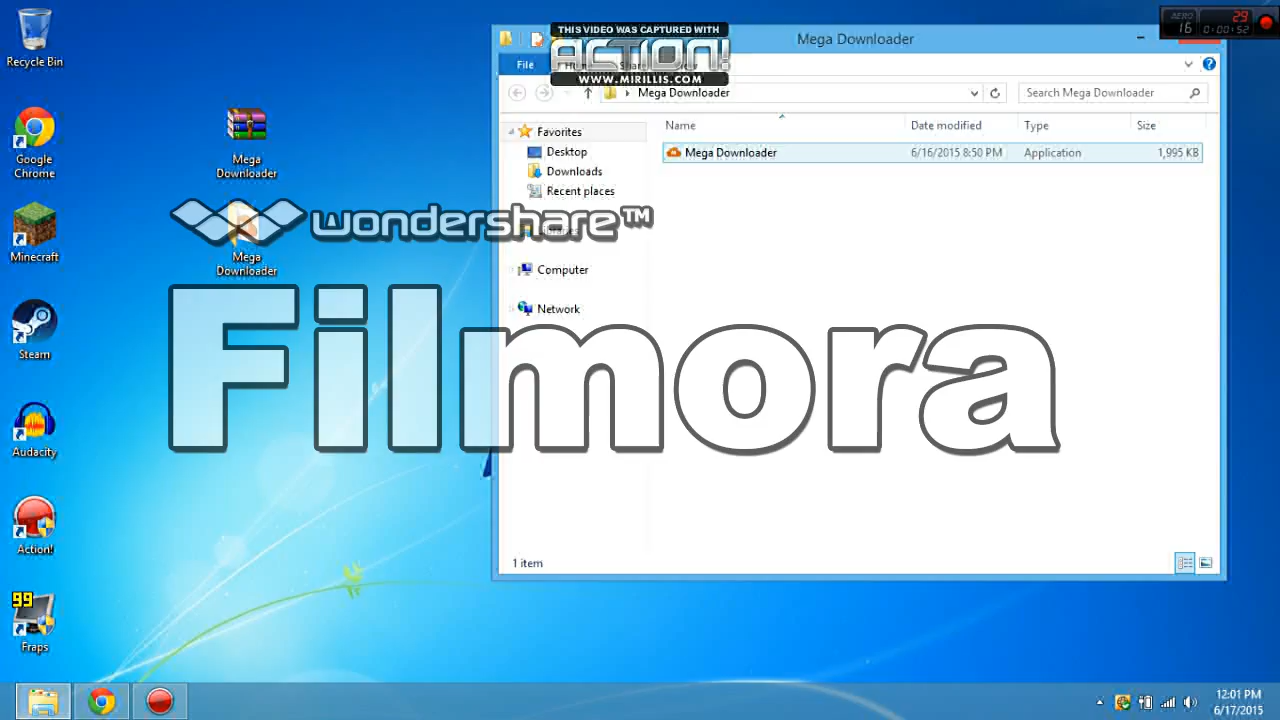 Recycle Bin
Google
Chrome
Minecraft
Steam
Audacity
Action!
99
Fraps
Mega
Downloader
Mega
Downloader
THIS VIDEO WAS CAPTURED WITH
ACTION!
WWW.MIRILLIS.COM
Mega Downloader
AERO
16
29
0:00:52
File
Mega Downloader
Search Mega Downloader
Name
Date modified
Type
Size
Mega Downloader
6/16/2015 8:50 PM
Application
1,995 KB
Favorites
Desktop
Downloads
Recent places
Computer
Network
1 item
wondershare™
Filmora
12:01 PM
6/17/2015